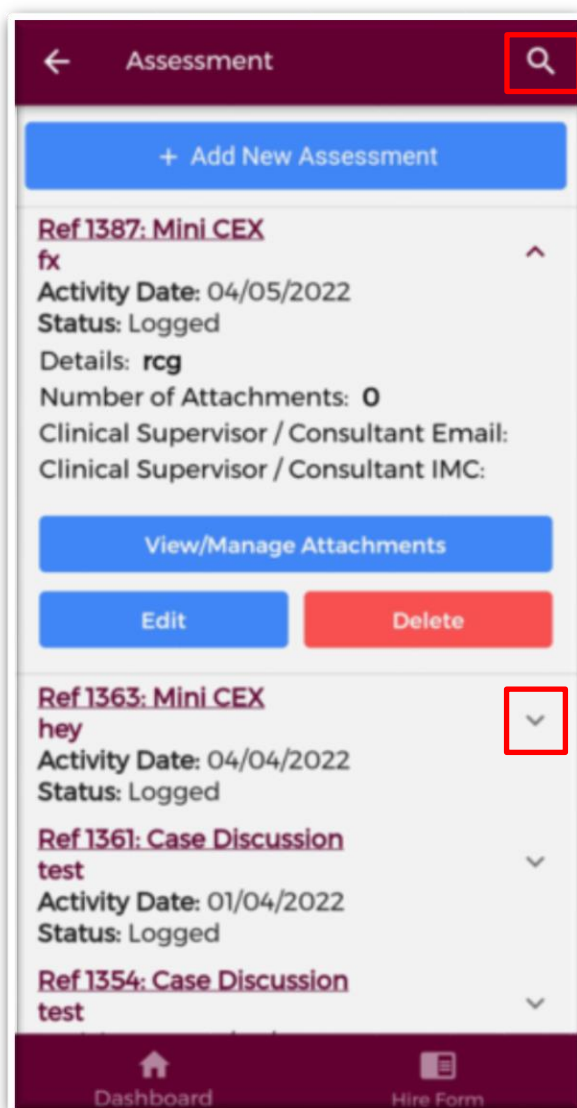 Assessment
+ Add New Assessment
Ref 1387: Mini CEX
fx
Activity Date: 04/05/2022
Status: Logged
Details: rcg
Number of Attachments: 0
Clinical Supervisor / Consultant Email:
Clinical Supervisor / Consultant IMC:
View/Manage Attachments
Edit Delete
Ref 1363: Mini CEX
hey
Activity Date: 04/04/2022
Status: Logged
Ref 1361: Case Discussion
test
Activity Date: 01/04/2022
Status: Logged
Ref 1354: Case Discussion
test
Dashboard Hire Form